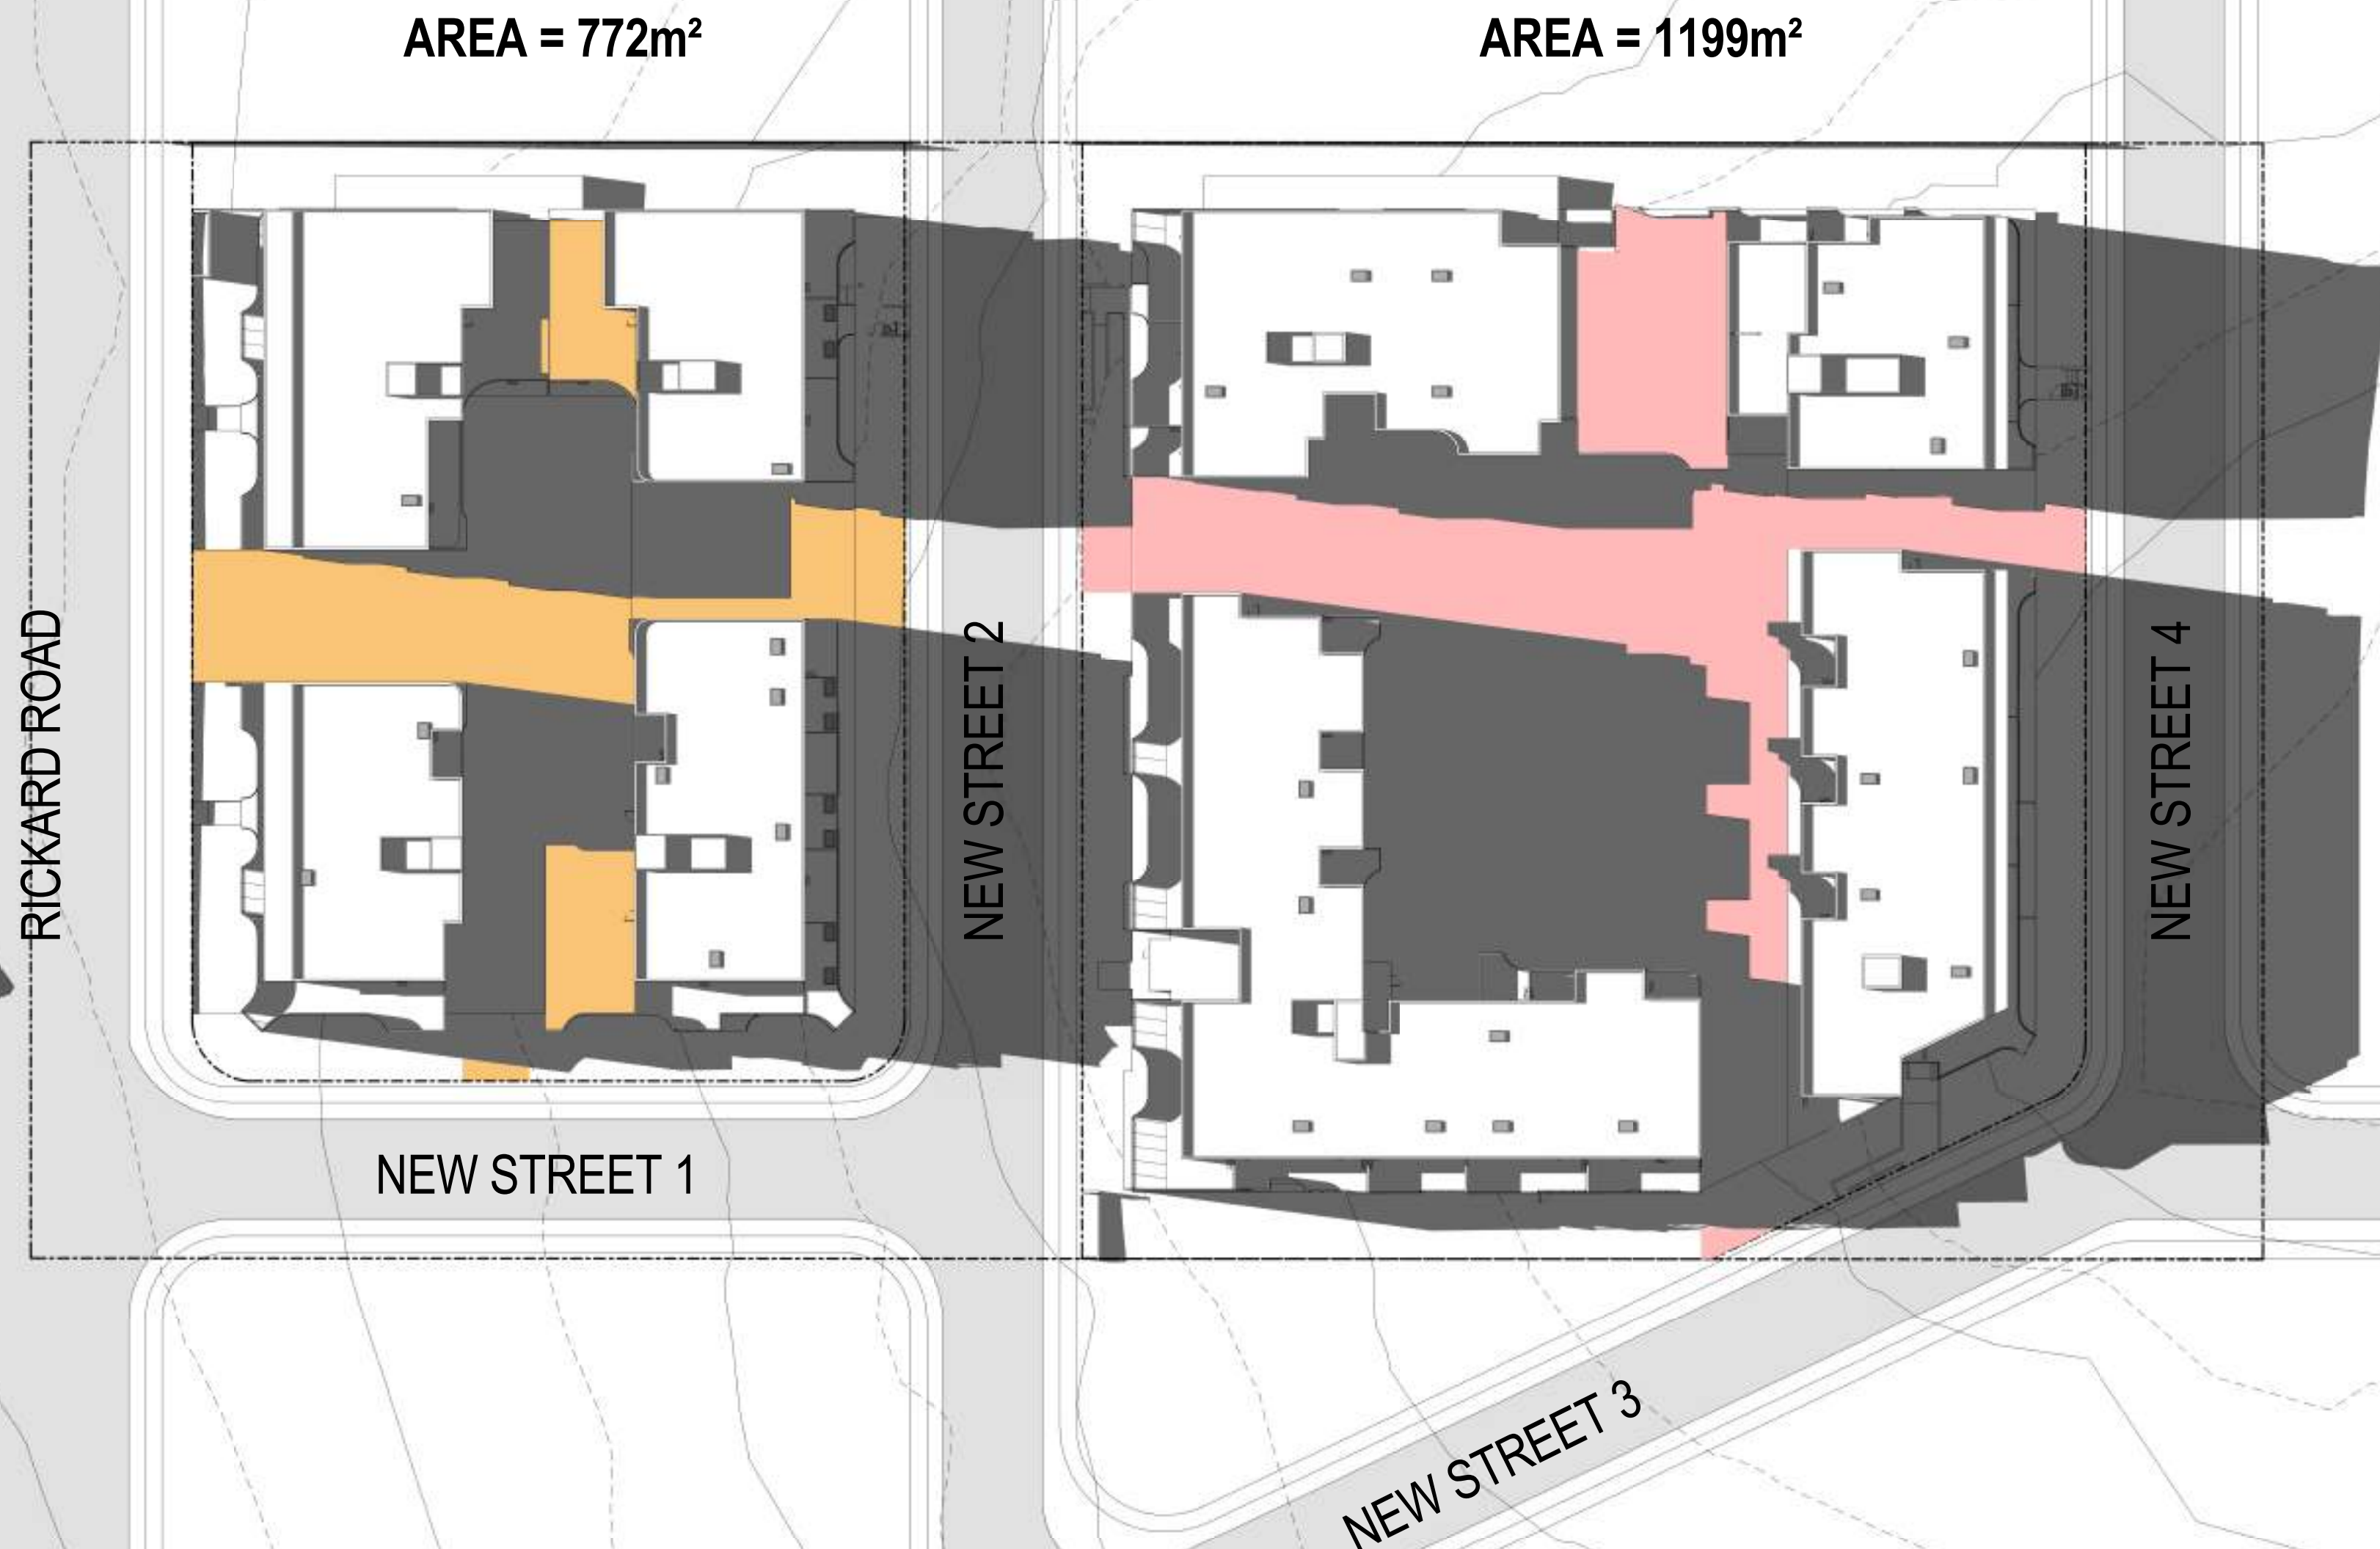 AREA = 772m²
AREA = 1199m²
RICKARD ROAD
NEW STREET 2
NEW STREET 4
NEW STREET 1
NEW STREET 3